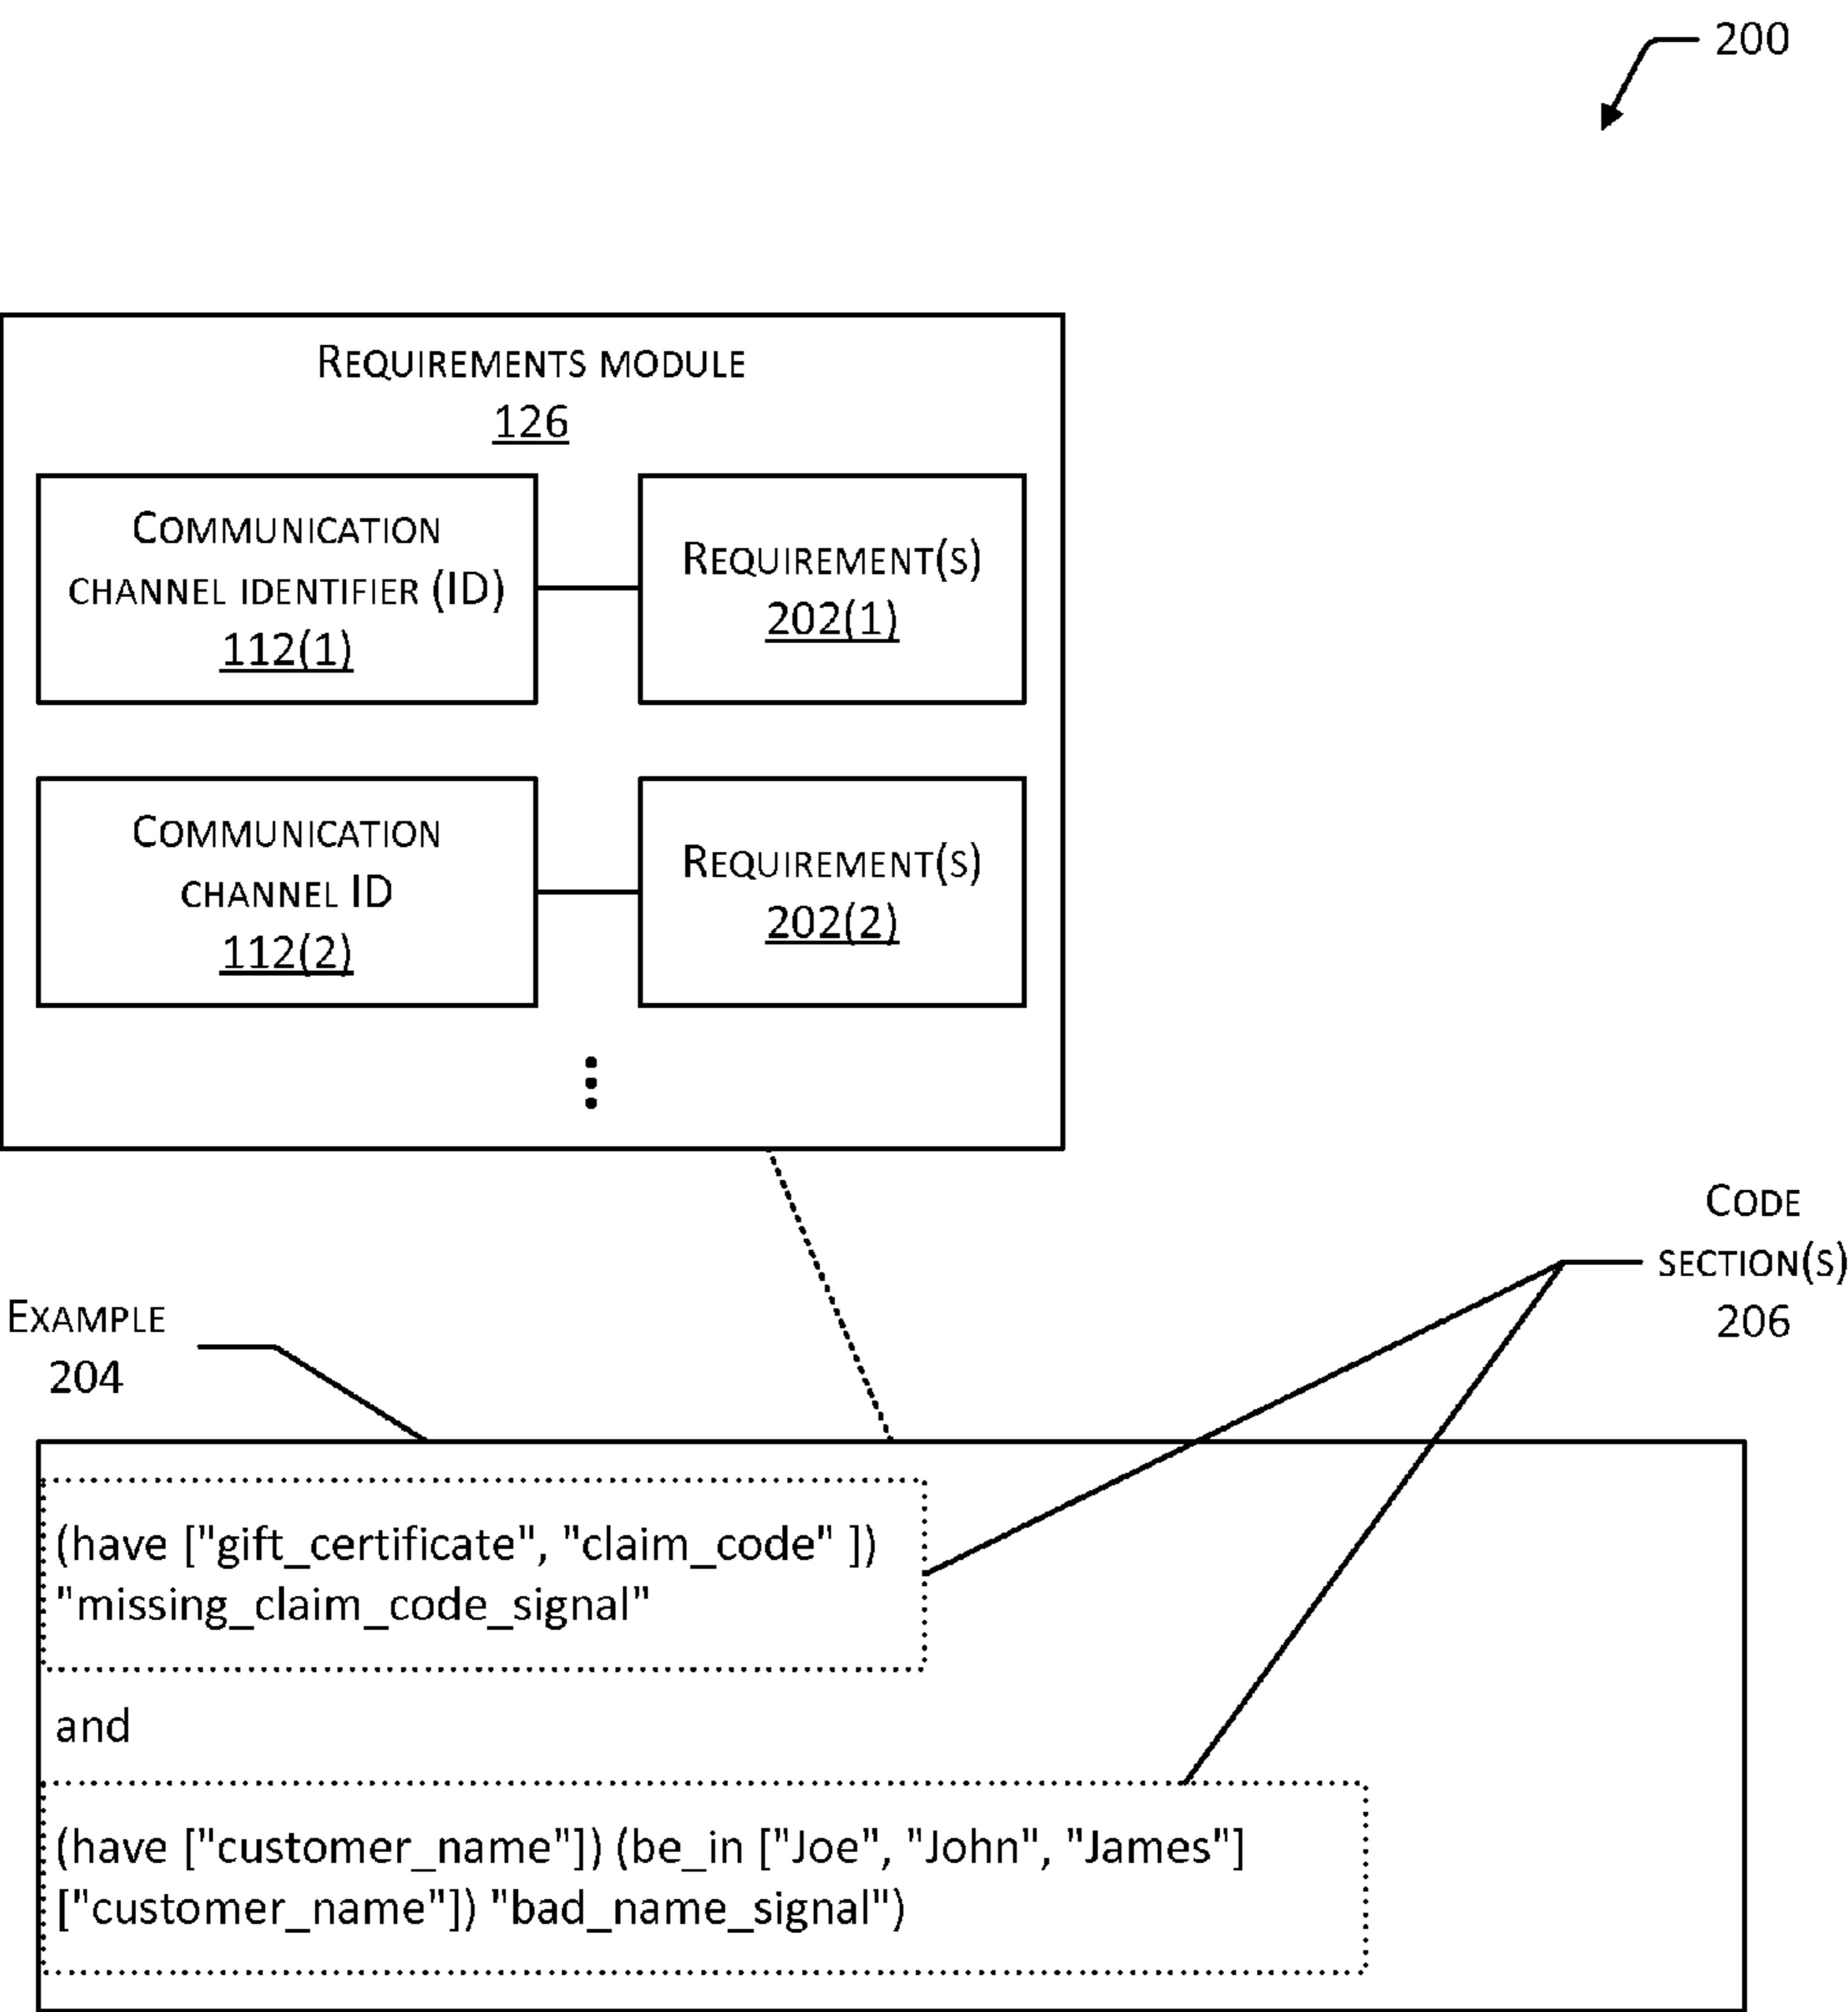 200
Requirements module
126
Communication
channel identifier (ID)
112(1)
Requirement(s)
202(1)
Communication
channel ID
112(2)
Requirement(s)
202(2)
Code
section(s)
206
Example
204
(have ["gift_certificate", "claim_code" ])
"missing_claim_code_signal"
and
(have ["customer_name"]) (be_in ["Joe", "John", "James"]
["customer_name"]) "bad_name_signal")